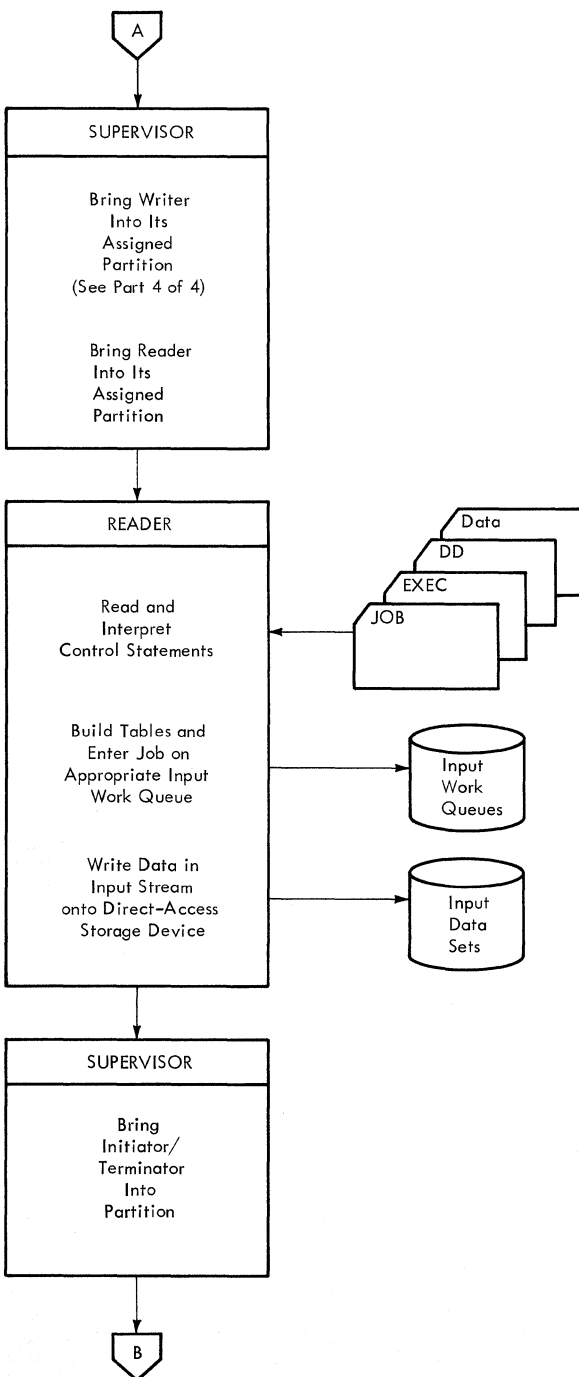 A
SUPERVISOR
Bring Writer
Into Its
Assigned
Partition
(See Part 4 of 4)
Bring Reader
Into Its
Assigned
Partition
READER
Read and
Interpret
Control Statements
Data
DD
EXEC
JOB
Build Tables and
Enter Job on
Appropriate Input
Work Queue
Input
Work
Queues
Write Data in
Input Stream
onto Direct-Access
Storage Device
Input
Data
Sets
SUPERVISOR
Bring
Initiator/
Terminator
Into
Partition
B